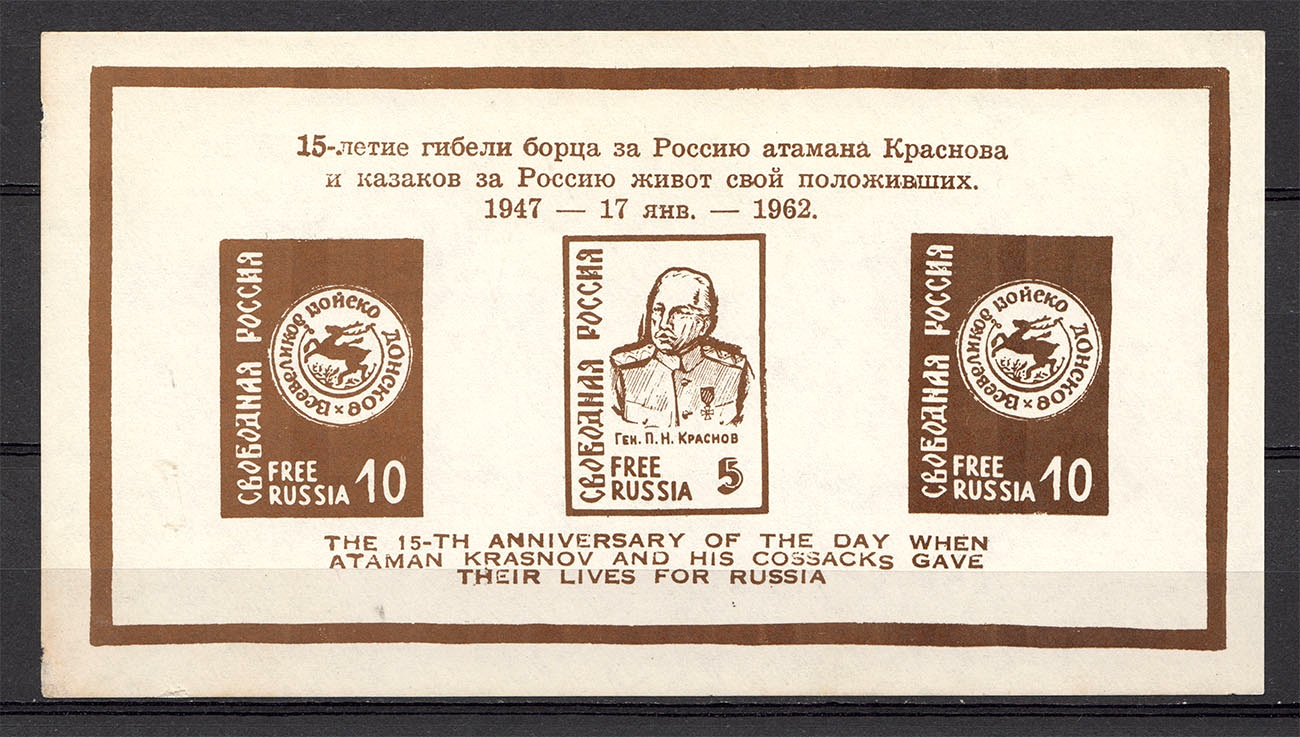 15-летие гибели борца за Россию атамана Краснова
и казаков за Россию живот свой положивших.
1947 — 17 янв. — 1962.
СВОБОДНАЯ РОССИЯ
Всевеликое Войско Донское
FREE
RUSSIA 10
СВОБОДНАЯ РОССИЯ
Ген. П. Н. Краснов
FREE
RUSSIA 5
СВОБОДНАЯ РОССИЯ
Всевеликое Войско Донское
FREE
RUSSIA 10
THE 15-TH ANNIVERSARY OF THE DAY WHEN
ATAMAN KRASNOV AND HIS COSSACKS GAVE
THEIR LIVES FOR RUSSIA